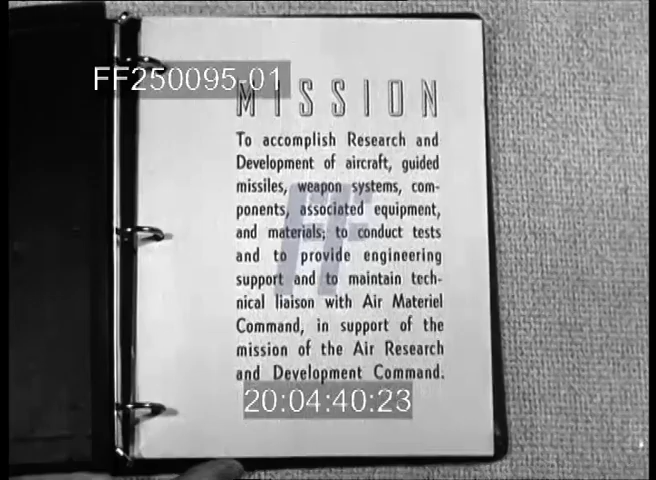 FF250095-01
MISSION
To accomplish Research and
Development of aircraft, guided
missiles, weapon systems, com-
ponents, associated equipment,
and materials; to conduct tests
and to provide engineering
support and to maintain tech-
nical liaison with Air Materiel
Command, in support of the
mission of the Air Research
and Development Command.
20:04:40:23